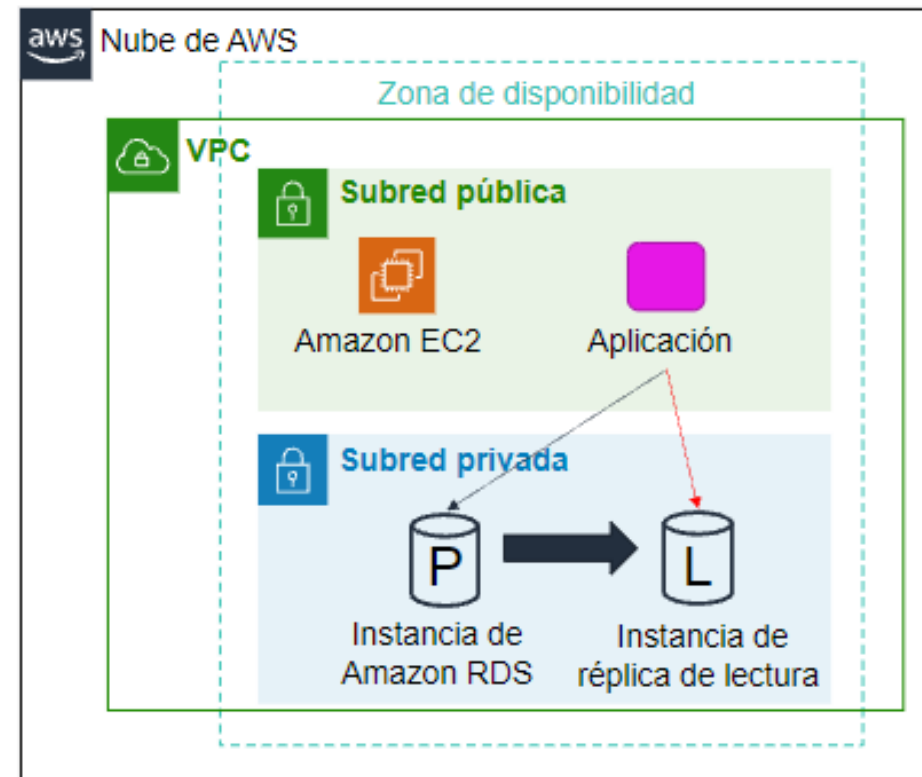 aws
Nube de AWS
Zona de disponibilidad
VPC
Subred pública
Amazon EC2
Aplicación
Subred privada
P
L
Instancia de
Amazon RDS
Instancia de
réplica de lectura